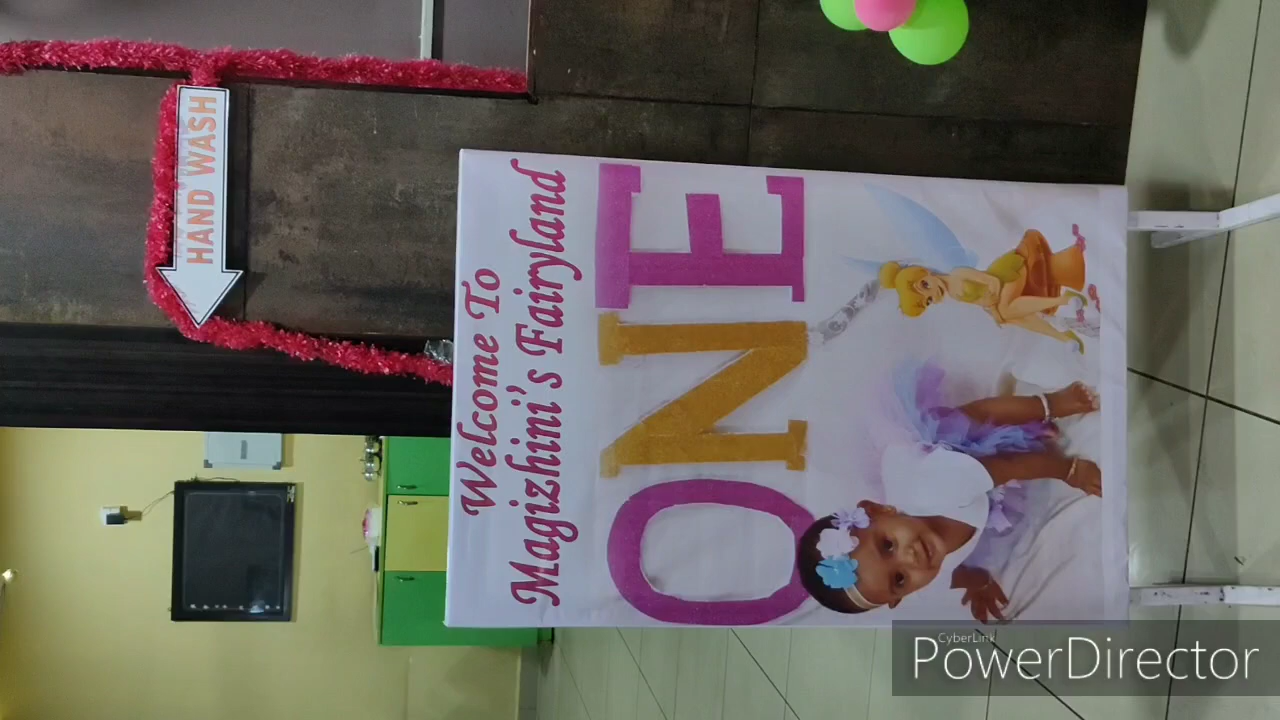 HAND WASH
Welcome To
Magizhini's Fairyland
ONE
CyberLink
PowerDirector